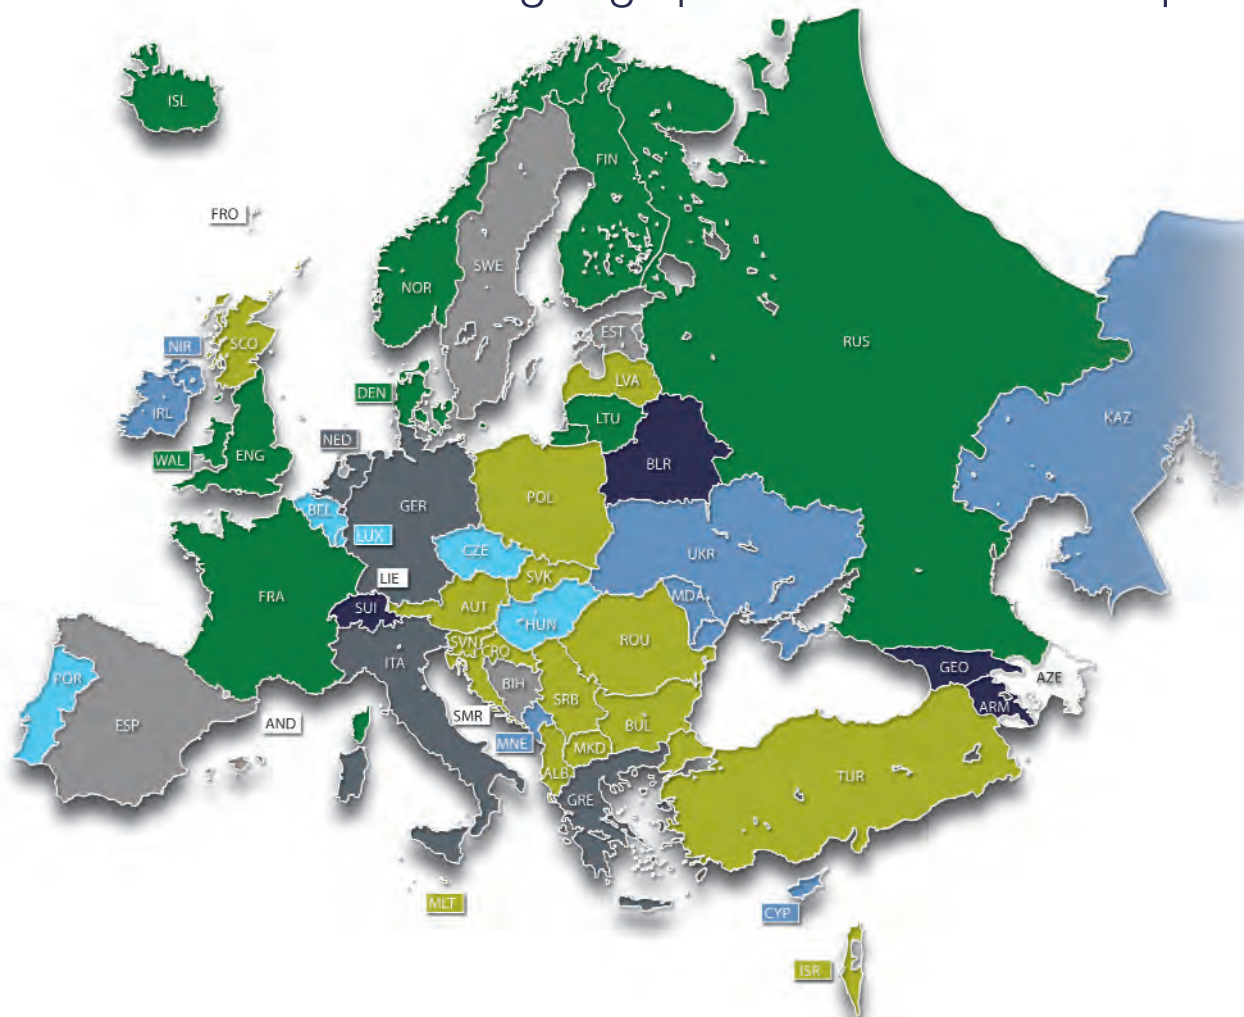 ISL
FIN
FRO
SWE
NOR
EST
RUS
SCO
NIR
LVA
DEN
IRL
LTU
KAZ
NED
WAL
ENG
BLR
POL
GER
BEL
LUX
CZE
UKR
LIE
SVK
FRA
SUI
AUT
MDA
HUN
ROU
SVN
CRO
ITA
GEO
POR
BIH
AZE
SRB
ARM
SMR
ESP
AND
BUL
MNE
MKD
ALB
TUR
GRE
MLT
CYP
ISR